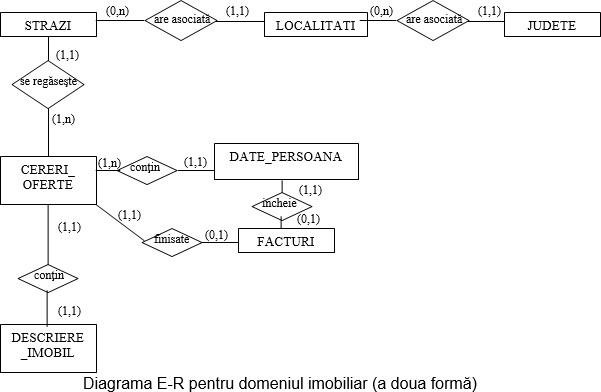 (0,n) are asociată (1,1) (0,n) are asociată (1,1)
STRAZI LOCALITATI JUDETE
(1,1)
se regăseşte
(1,n)
DATE_PERSOANA
CERERI_ (1,n) conţin (1,1)
OFERTE
(1,1)
încheie
(1,1) (0,1)
(1,1) finisate (0,1) FACTURI
conţin
(1,1)
DESCRIERE
_IMOBIL
Diagrama E-R pentru domeniul imobiliar (a doua formă)